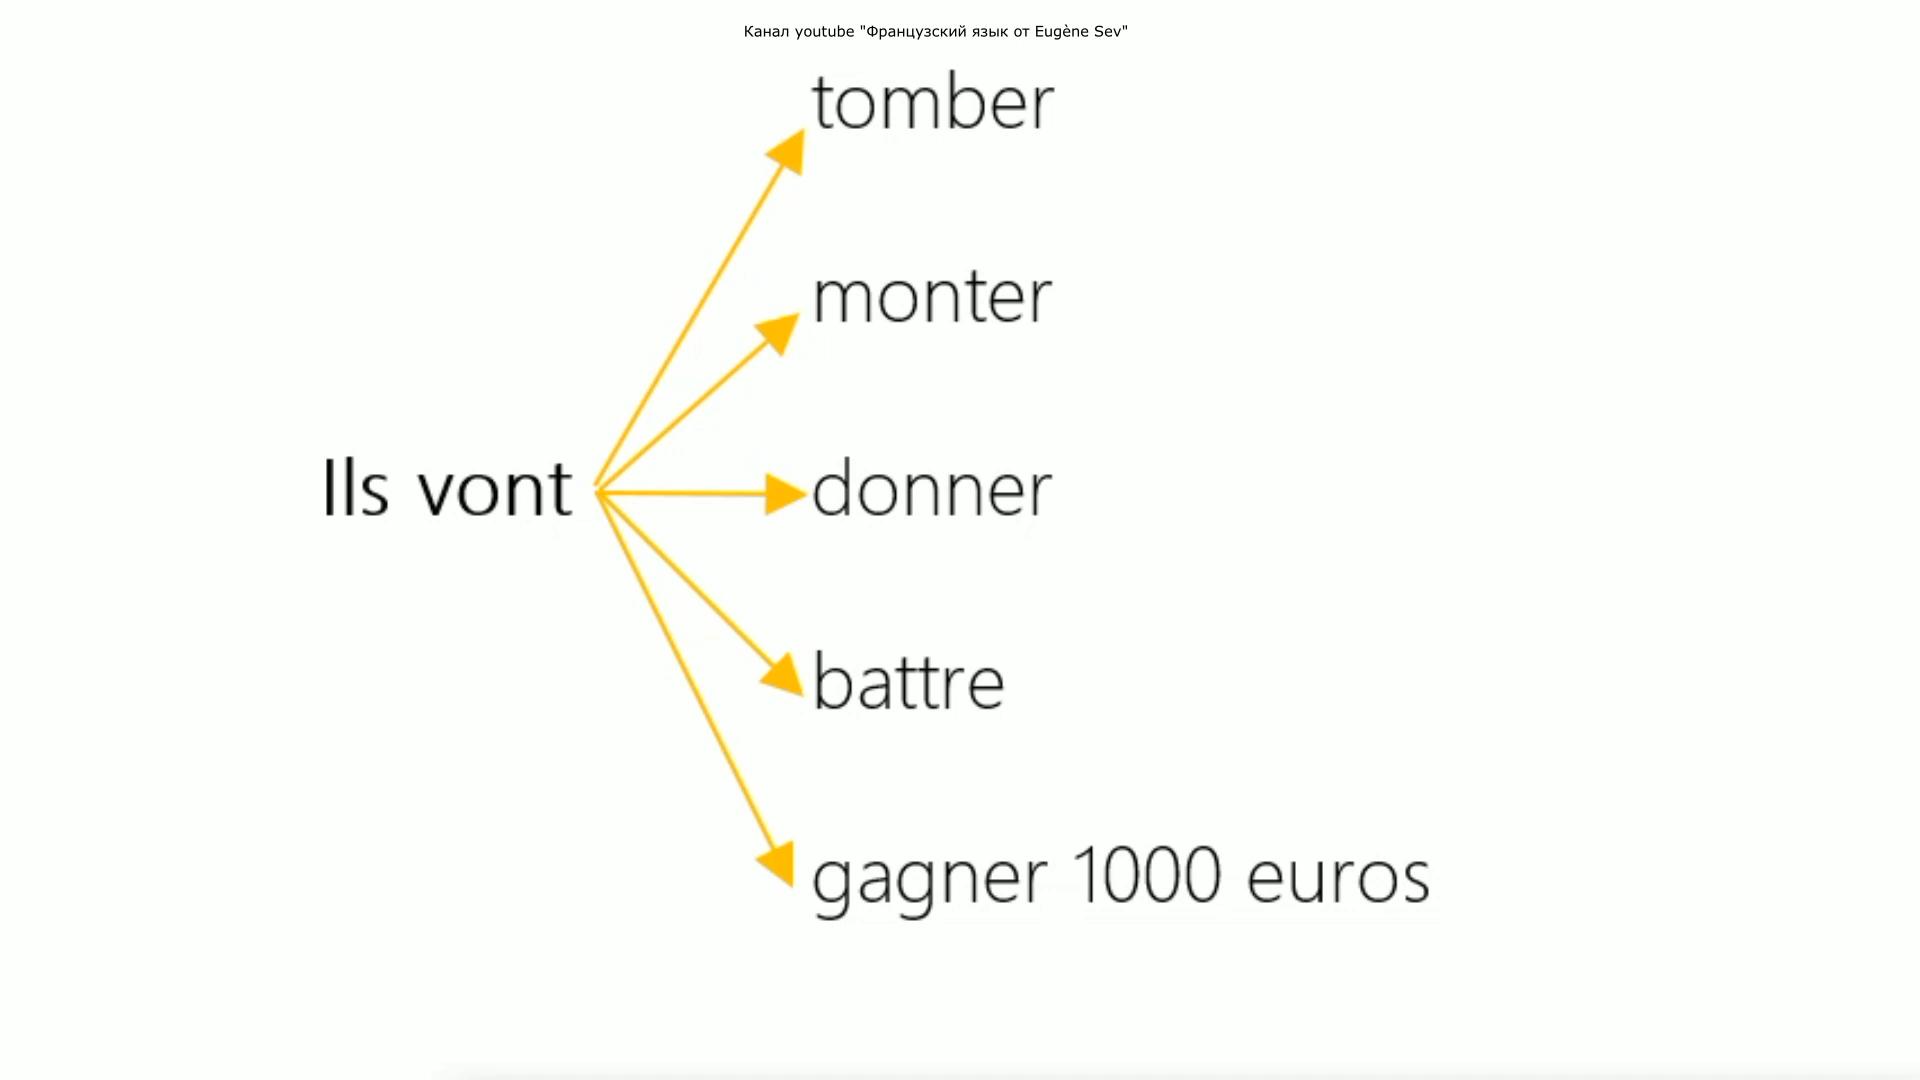 Канал youtube "Французский язык от Eugène Sev"
tomber
monter
Ils vont
donner
battre
gagner 1000 euros